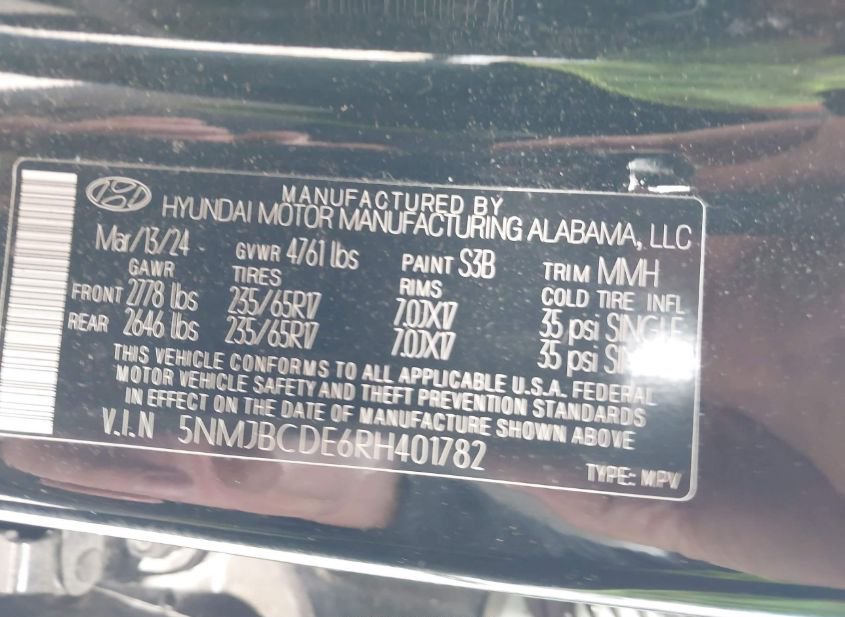 MANUFACTURED BY
HYUNDAI MOTOR MANUFACTURING ALABAMA, LLC
Mar/13/24 GVWR 4761 lbs PAINT S3B TRIM MMH
GAWR TIRES RIMS COLD TIRE INFL
FRONT 2778 lbs 235/65R17 7.0JX17 35 psi SINGLE
REAR 2646 lbs 235/65R17 7.0JX17 35 psi
THIS VEHICLE CONFORMS TO ALL APPLICABLE U.S.A. FEDERAL
MOTOR VEHICLE SAFETY AND THEFT PREVENTION STANDARDS
IN EFFECT ON THE DATE OF MANUFACTURE SHOWN ABOVE
V.I.N 5NMJBCDE6RH401782
TYPE: MPV